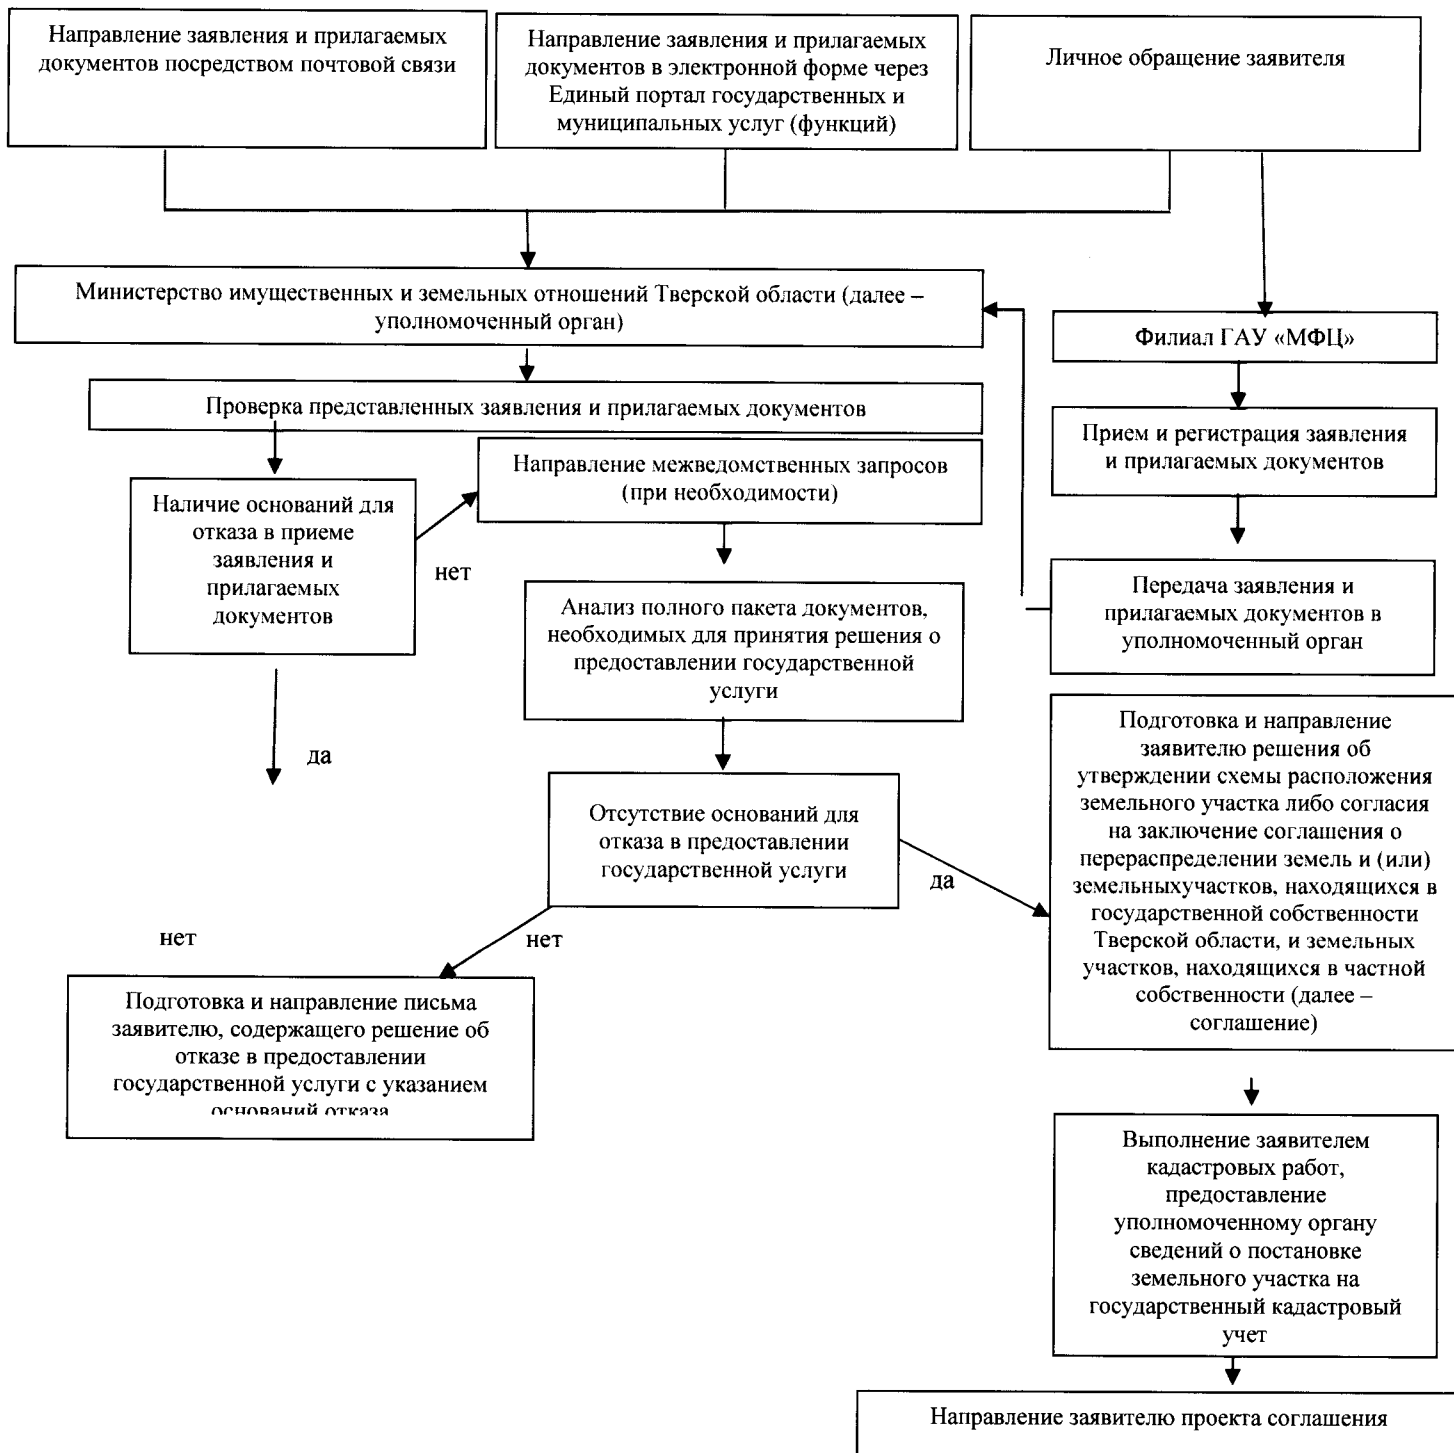 Направление заявления и прилагаемых
документов посредством почтовой связи
Направление заявления и прилагаемых
документов в электронной форме через
Единый портал государственных и
муниципальных услуг (функций)
Личное обращение заявителя
Министерство имущественных и земельных отношений Тверской области (далее –
уполномоченный орган)
Филиал ГАУ «МФЦ»
Проверка представленных заявления и прилагаемых документов
Прием и регистрация заявления
и прилагаемых документов
Направление межведомственных запросов
(при необходимости)
Наличие оснований для
отказа в приеме
заявления и
прилагаемых
документов
нет
Передача заявления и
прилагаемых документов в
уполномоченный орган
Анализ полного пакета документов,
необходимых для принятия решения о
предоставлении государственной
услуги
да
Отсутствие оснований для
отказа в предоставлении
государственной услуги
да
Подготовка и направление
заявителю решения об
утверждении схемы расположения
земельного участка либо согласия
на заключение соглашения о
перераспределении земель и (или)
земельныхучастков, находящихся в
государственной собственности
Тверской области, и земельных
участков, находящихся в частной
собственности (далее –
соглашение)
нет
нет
Подготовка и направление письма
заявителю, содержащего решение об
отказе в предоставлении
государственной услуги с указанием
оснований отказа
Выполнение заявителем
кадастровых работ,
предоставление
уполномоченному органу
сведений о постановке
земельного участка на
государственный кадастровый
учет
Направление заявителю проекта соглашения